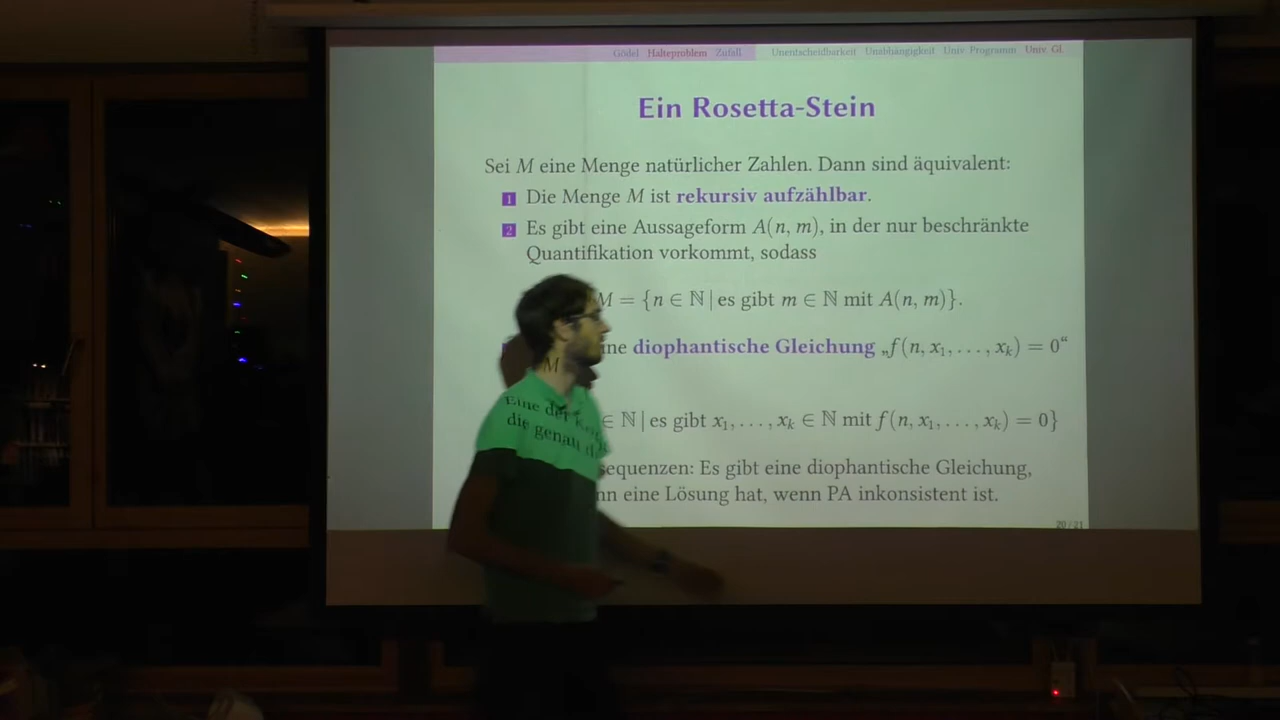 Gödel Halteproblem Zufall Unentscheidbarkeit Unabhängigkeit Univ. Programm Univ. Gl.
Ein Rosetta-Stein
Sei M eine Menge natürlicher Zahlen. Dann sind äquivalent:
1 Die Menge M ist rekursiv aufzählbar.
2 Es gibt eine Aussageform A(n, m), in der nur beschränkte
Quantifikation vorkommt, sodass
M = {n ∈ ℕ | es gibt m ∈ ℕ mit A(n, m)}.
ine diophantische Gleichung „f(n, x₁, . . . , xₖ) = 0“
M
∈ ℕ | es gibt x₁, . . . , xₖ ∈ ℕ mit f(n, x₁, . . . , xₖ) = 0}
Eine der
sequenzen: Es gibt eine diophantische Gleichung,
die genau d
nn eine Lösung hat, wenn PA inkonsistent ist.
20 / 21